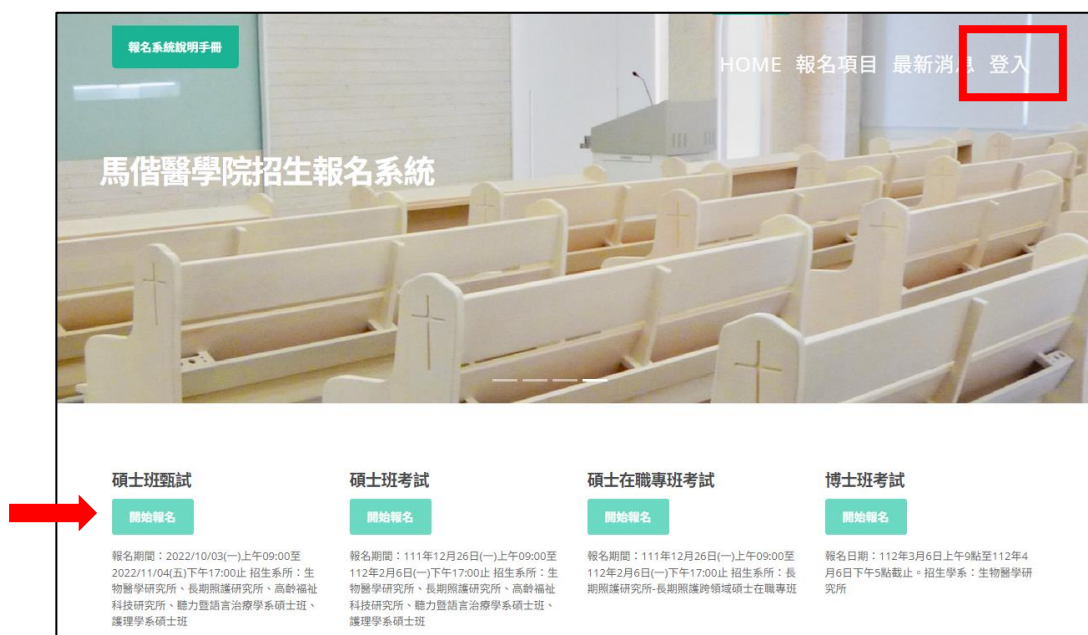 報名系統說明手冊
HOME 報名項目 最新消息 登入
馬偕醫學院招生報名系統
碩士班甄試
開始報名
報名期間：2022/10/03(一)上午09:00至
2022/11/04(五)下午17:00止 招生系所：生
物醫學研究所、長期照護研究所、高齡福祉
科技研究所、聽力暨語言治療學系碩士班、
護理學系碩士班
碩士班考試
開始報名
報名期間：111年12月26日(一)上午09:00至
112年2月6日(一)下午17:00止 招生系所：生
物醫學研究所、長期照護研究所、高齡福祉
科技研究所、聽力暨語言治療學系碩士班、
護理學系碩士班
碩士在職專班考試
開始報名
報名期間：111年12月26日(一)上午09:00至
112年2月6日(一)下午17:00止 招生系所：長
期照護研究所-長期照護跨領域碩士在職專班
博士班考試
開始報名
報名日期：112年3月6日上午9點至112年4
月6日下午5點截止。招生學系：生物醫學研
究所